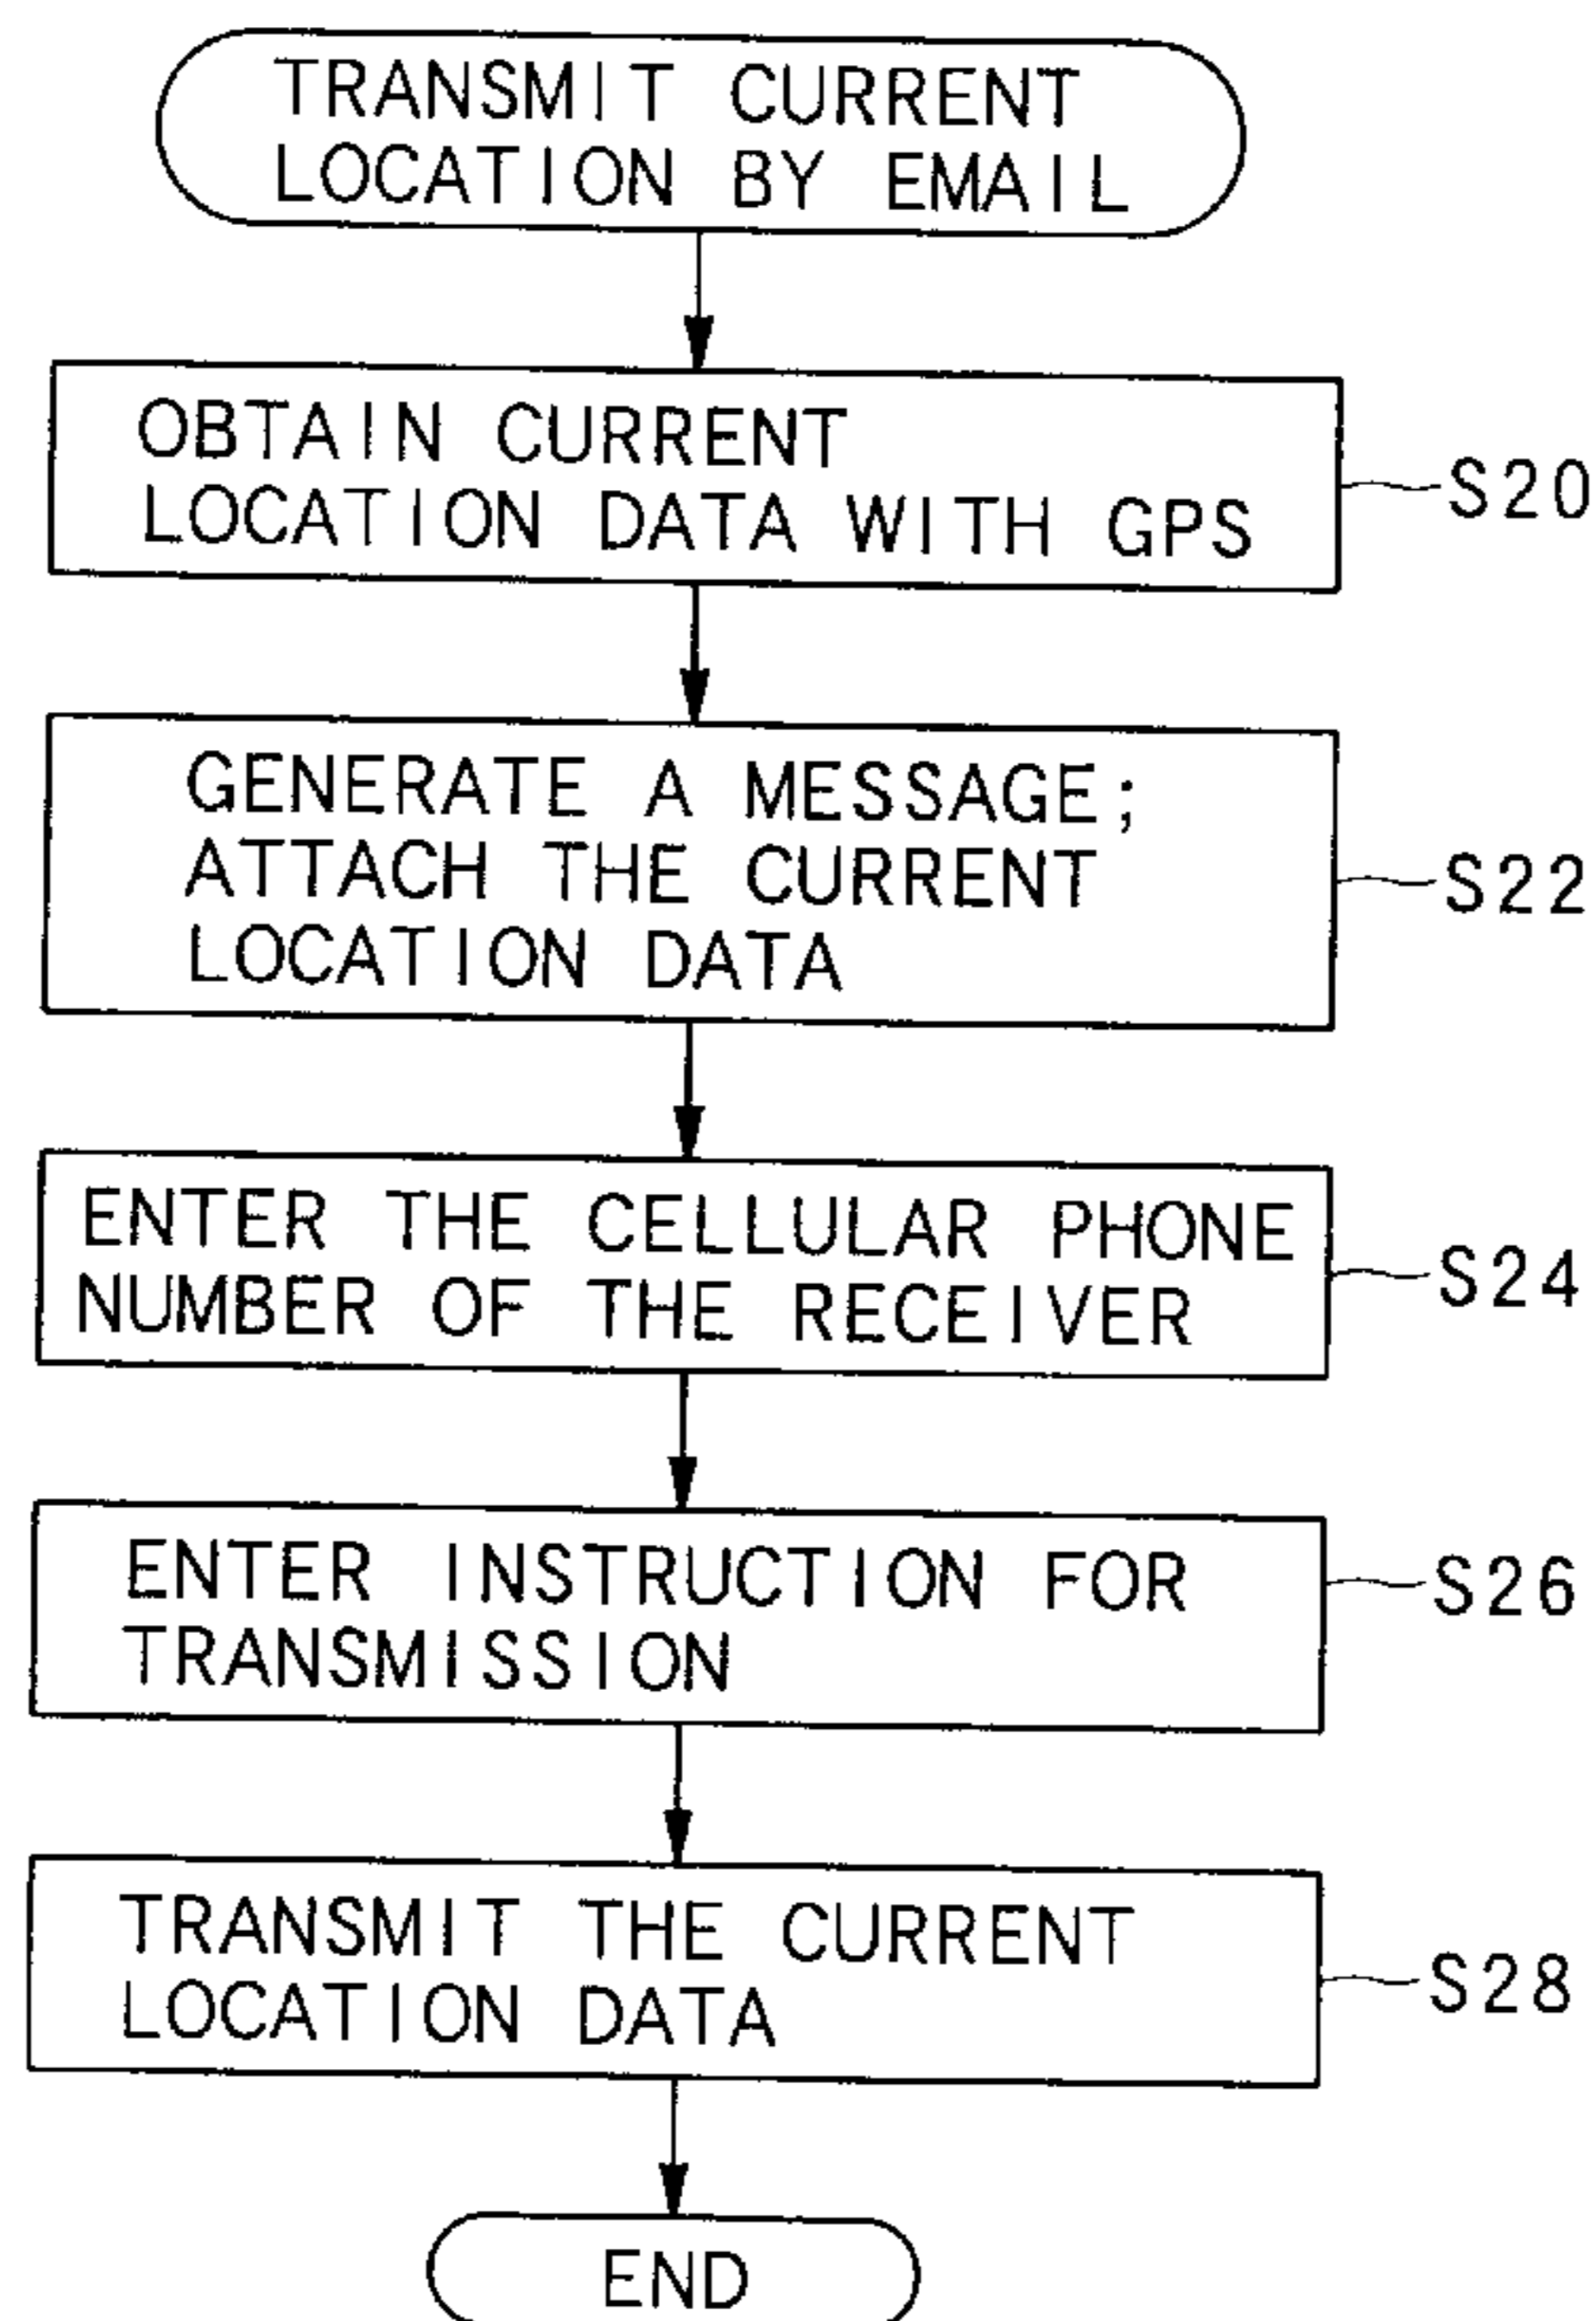 TRANSMIT CURRENT
LOCATION BY EMAIL
OBTAIN CURRENT
LOCATION DATA WITH GPS
S20
GENERATE A MESSAGE;
ATTACH THE CURRENT
LOCATION DATA
S22
ENTER THE CELLULAR PHONE
NUMBER OF THE RECEIVER
S24
ENTER INSTRUCTION FOR
TRANSMISSION
S26
TRANSMIT THE CURRENT
LOCATION DATA
S28
END